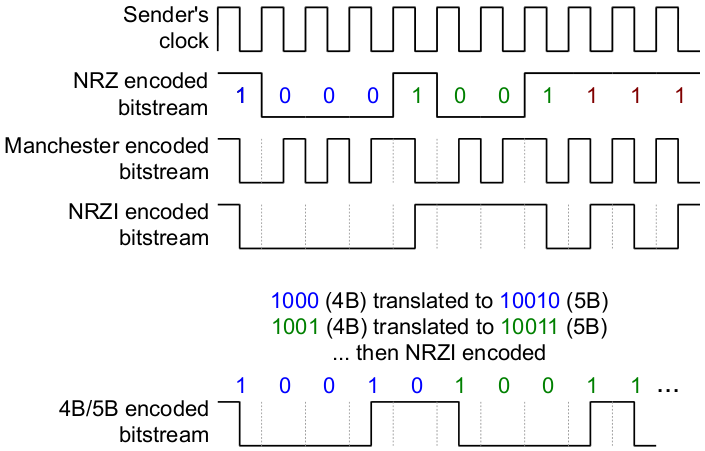 Sender's
clock
NRZ encoded
bitstream
1 0 0 0 1 0 0 1 1 1 1
Manchester encoded
bitstream
NRZI encoded
bitstream
1000 (4B) translated to 10010 (5B)
1001 (4B) translated to 10011 (5B)
... then NRZI encoded
1 0 0 1 0 1 0 0 1 1 ...
4B/5B encoded
bitstream